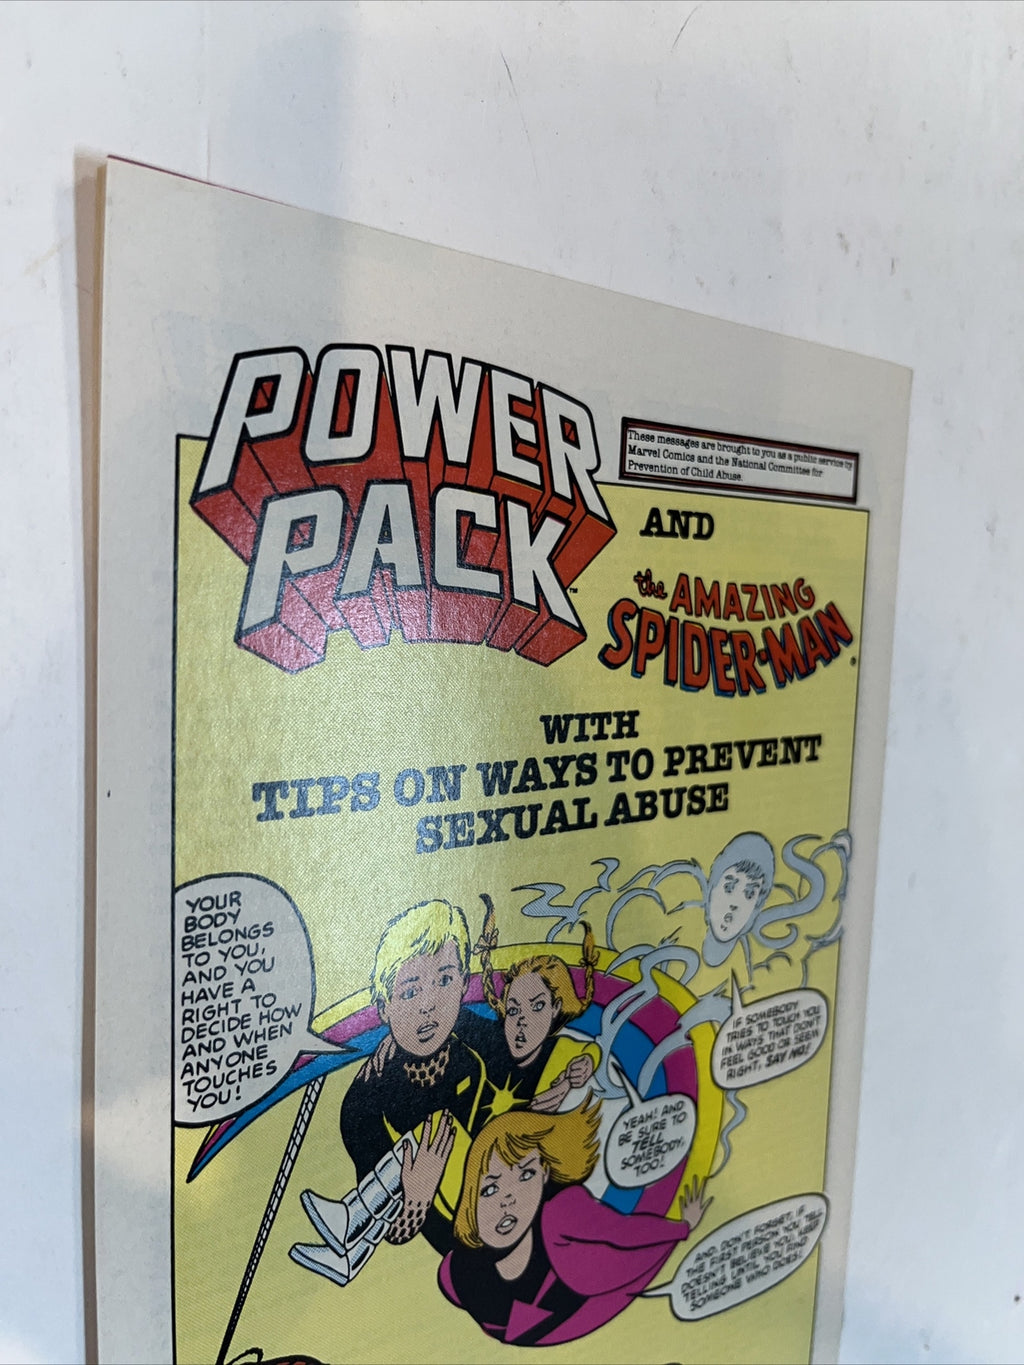 POWER
PACK
TM
These messages are brought to you as a public service by
Marvel Comics and the National Committee for
Prevention of Child Abuse.
AND
the AMAZING
SPIDER-MAN
®
WITH
TIPS ON WAYS TO PREVENT
SEXUAL ABUSE
YOUR
BODY
BELONGS
TO YOU,
AND YOU
HAVE A
RIGHT TO
DECIDE HOW
AND WHEN
ANYONE
TOUCHES
YOU!
IF SOMEBODY
TRIES TO TOUCH YOU
IN WAYS THAT DON'T
FEEL GOOD OR SEEM
RIGHT, SAY NO!
YEAH! AND
BE SURE TO
TELL
SOMEBODY,
TOO!
AND, DON'T FORGET, IF
THE FIRST PERSON YOU TELL
DOESN'T BELIEVE YOU, KEEP
TELLING UNTIL YOU FIND
SOMEONE WHO DOES!